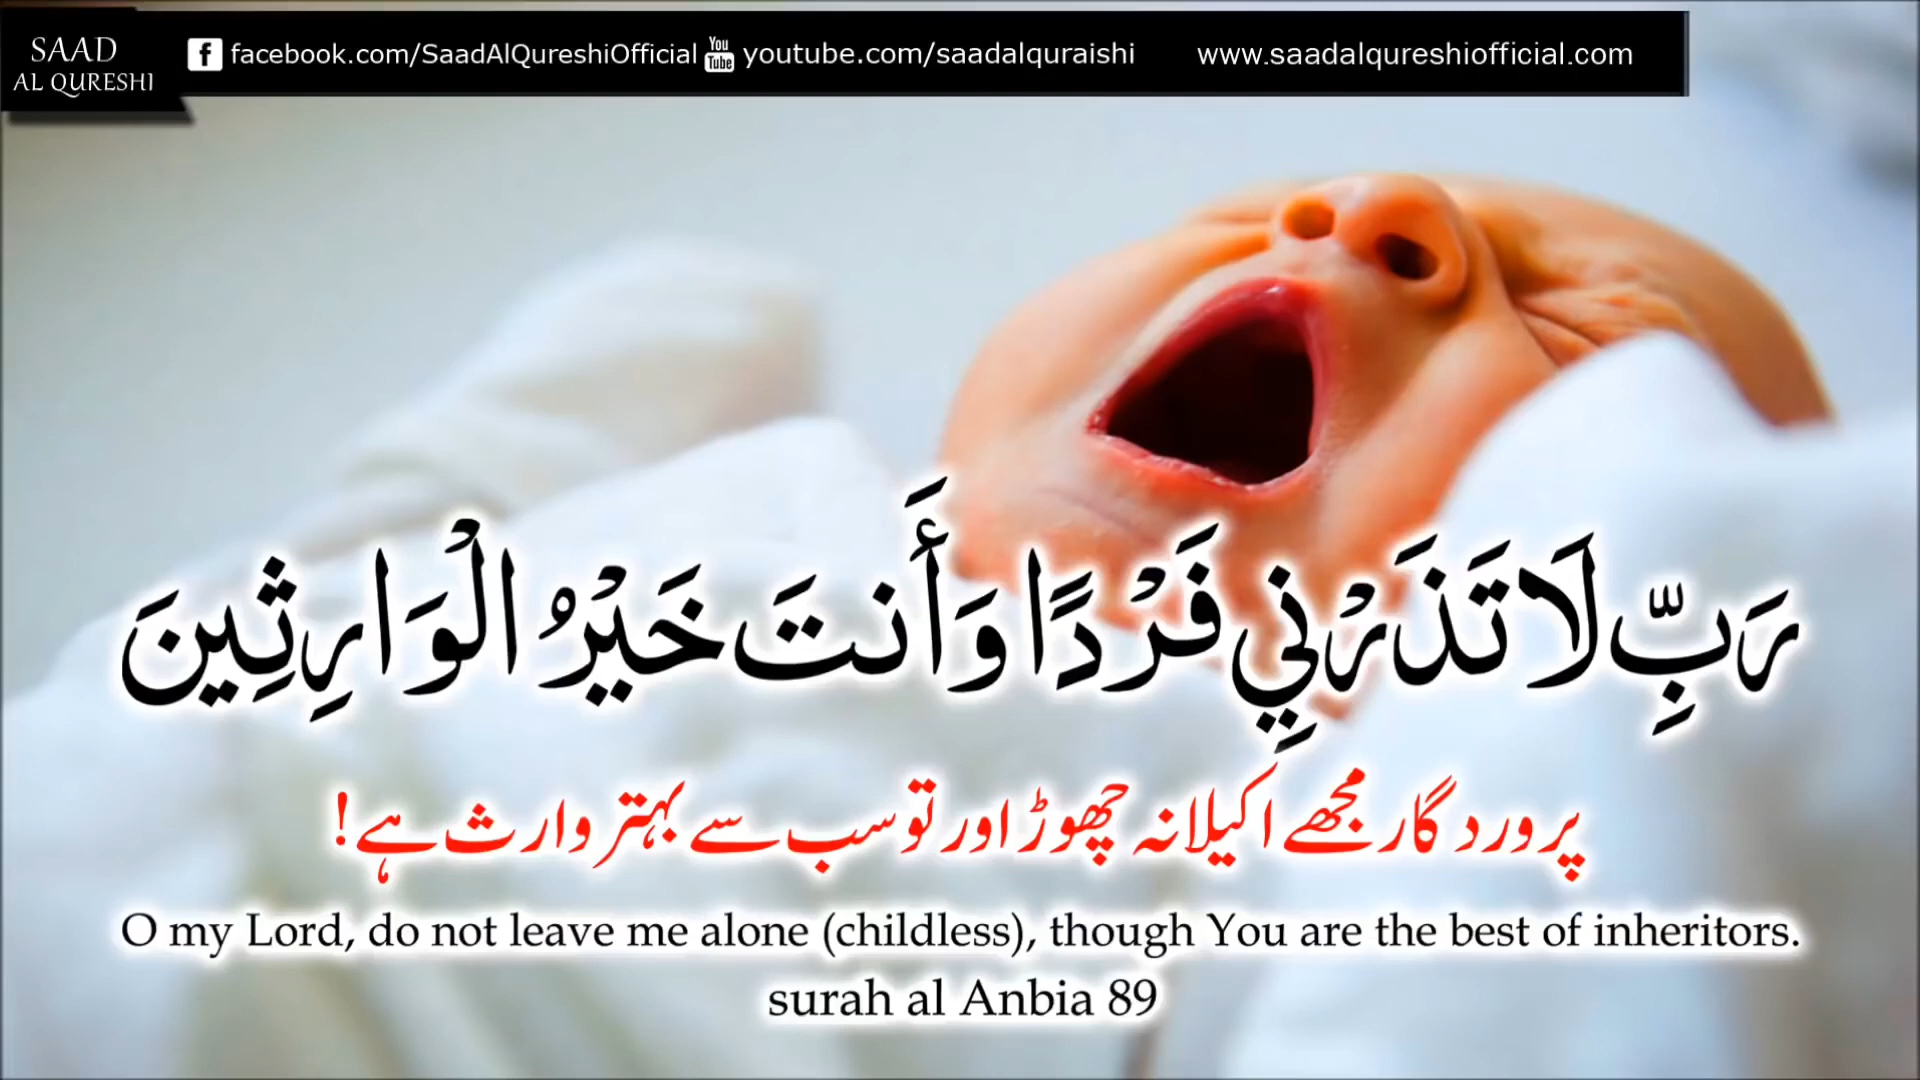 SAAD
AL QURESHI
facebook.com/SaadAlQureshiOfficial
You
Tube
youtube.com/saadalquraishi
www.saadalqureshiofficial.com
رَبِّ لَا تَذَرْنِي فَرْدًا وَأَنتَ خَيْرُ الْوَارِثِينَ
پروردگار مجھے اکیلا نہ چھوڑ اور تو سب سے بہتر وارث ہے!
O my Lord, do not leave me alone (childless), though You are the best of inheritors.
surah al Anbia 89